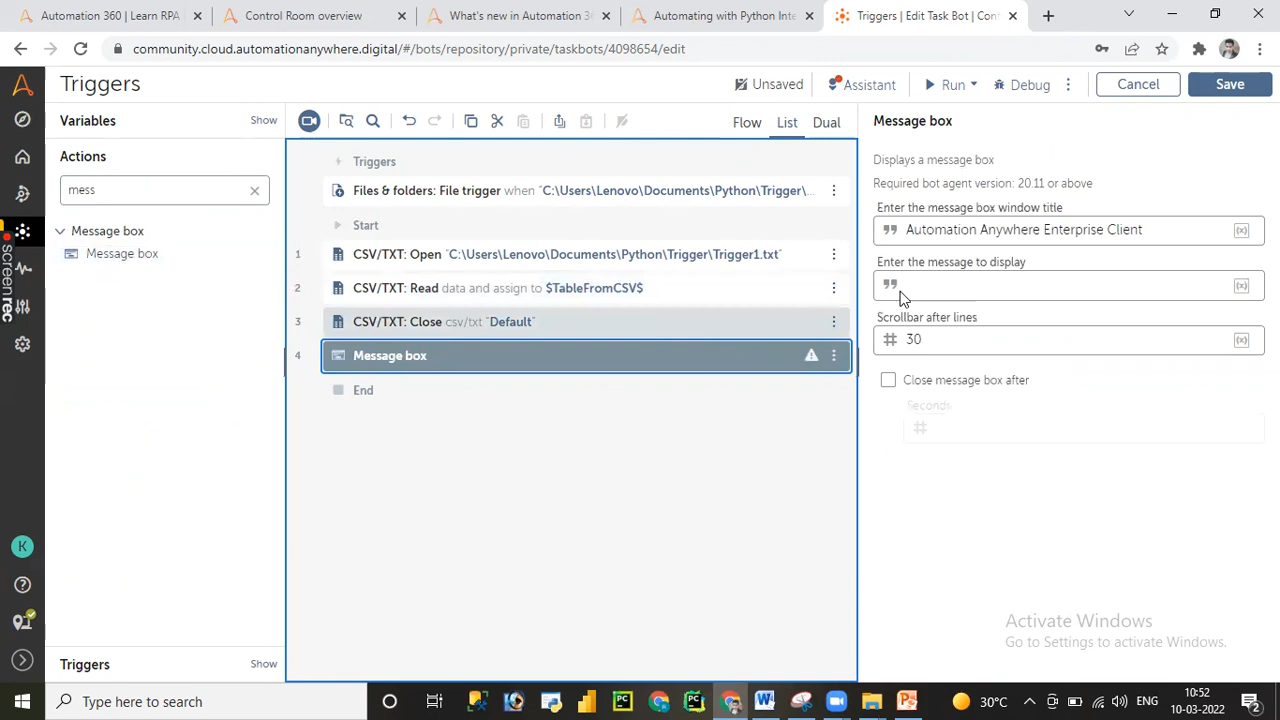 Automation 360 | Learn RPA
Control Room overview
What's new in Automation 36
Automating with Python Inte
Triggers | Edit Task Bot | Con
community.cloud.automationanywhere.digital/#/bots/repository/private/taskbots/4098654/edit
Triggers
Unsaved
Assistant
Run
Debug
Cancel
Save
Variables
Show
Flow
List
Dual
Message box
Actions
mess
Message box
Message box
Triggers
Files & folders: File trigger when "C:\Users\Lenovo\Documents\Python\Trigger\...
Start
1 CSV/TXT: Open "C:\Users\Lenovo\Documents\Python\Trigger\Trigger1.txt"
2 CSV/TXT: Read data and assign to $TableFromCSV$
3 CSV/TXT: Close csv/txt "Default"
4 Message box
End
Displays a message box
Required bot agent version: 20.11 or above
Enter the message box window title
Automation Anywhere Enterprise Client
(x)
Enter the message to display
(x)
Scrollbar after lines
30
(x)
Close message box after
Seconds
screenrec
K
Triggers
Show
Activate Windows
Go to Settings to activate Windows.
Type here to search
30°C
ENG
10:52
10-03-2022
2